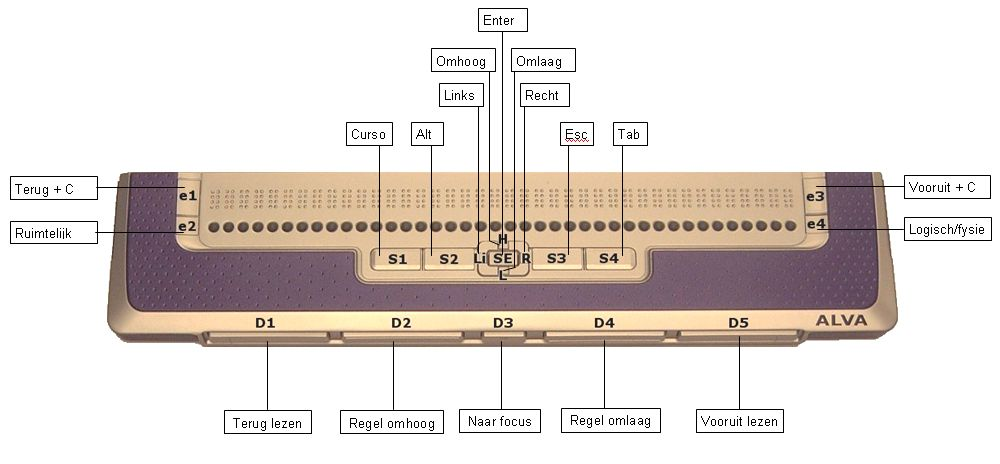 Enter
Omhoog
Omlaag
Links
Recht
Curso
Alt
Esc
Tab
Terug + C
e1
e3
Vooruit + C
Ruimtelijk
e2
e4
Logisch/fysie
H
S1
S2
Li
SE
R
S3
S4
L
D1
D2
D3
D4
D5
ALVA
Terug lezen
Regel omhoog
Naar focus
Regel omlaag
Vooruit lezen